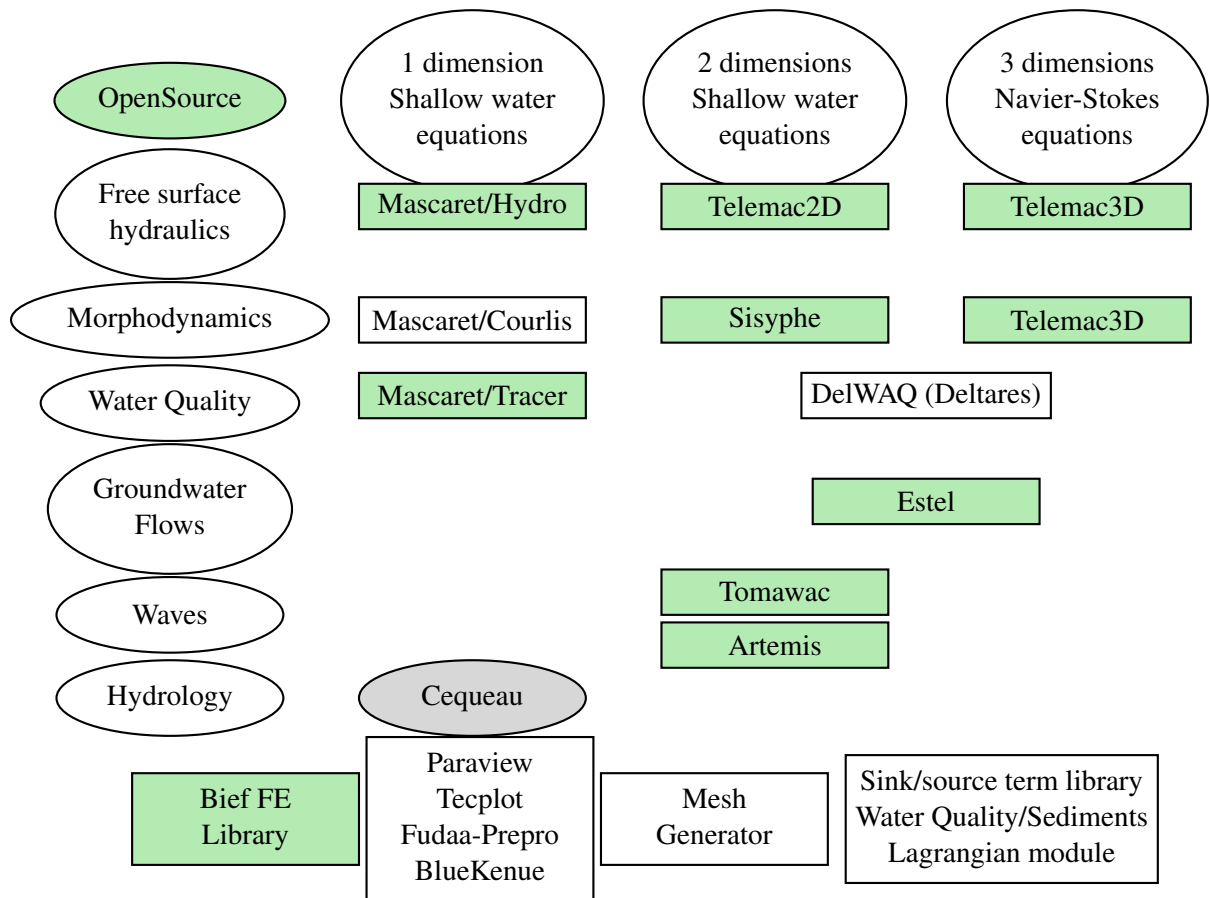 OpenSource
1 dimension
Shallow water
equations
2 dimensions
Shallow water
equations
3 dimensions
Navier-Stokes
equations
Free surface
hydraulics
Mascaret/Hydro
Telemac2D
Telemac3D
Morphodynamics
Mascaret/Courlis
Sisyphe
Telemac3D
Water Quality
Mascaret/Tracer
DelWAQ (Deltares)
Groundwater
Flows
Estel
Waves
Tomawac
Artemis
Hydrology
Cequeau
Bief FE
Library
Paraview
Tecplot
Fudaa-Prepro
BlueKenue
Mesh
Generator
Sink/source term library
Water Quality/Sediments
Lagrangian module